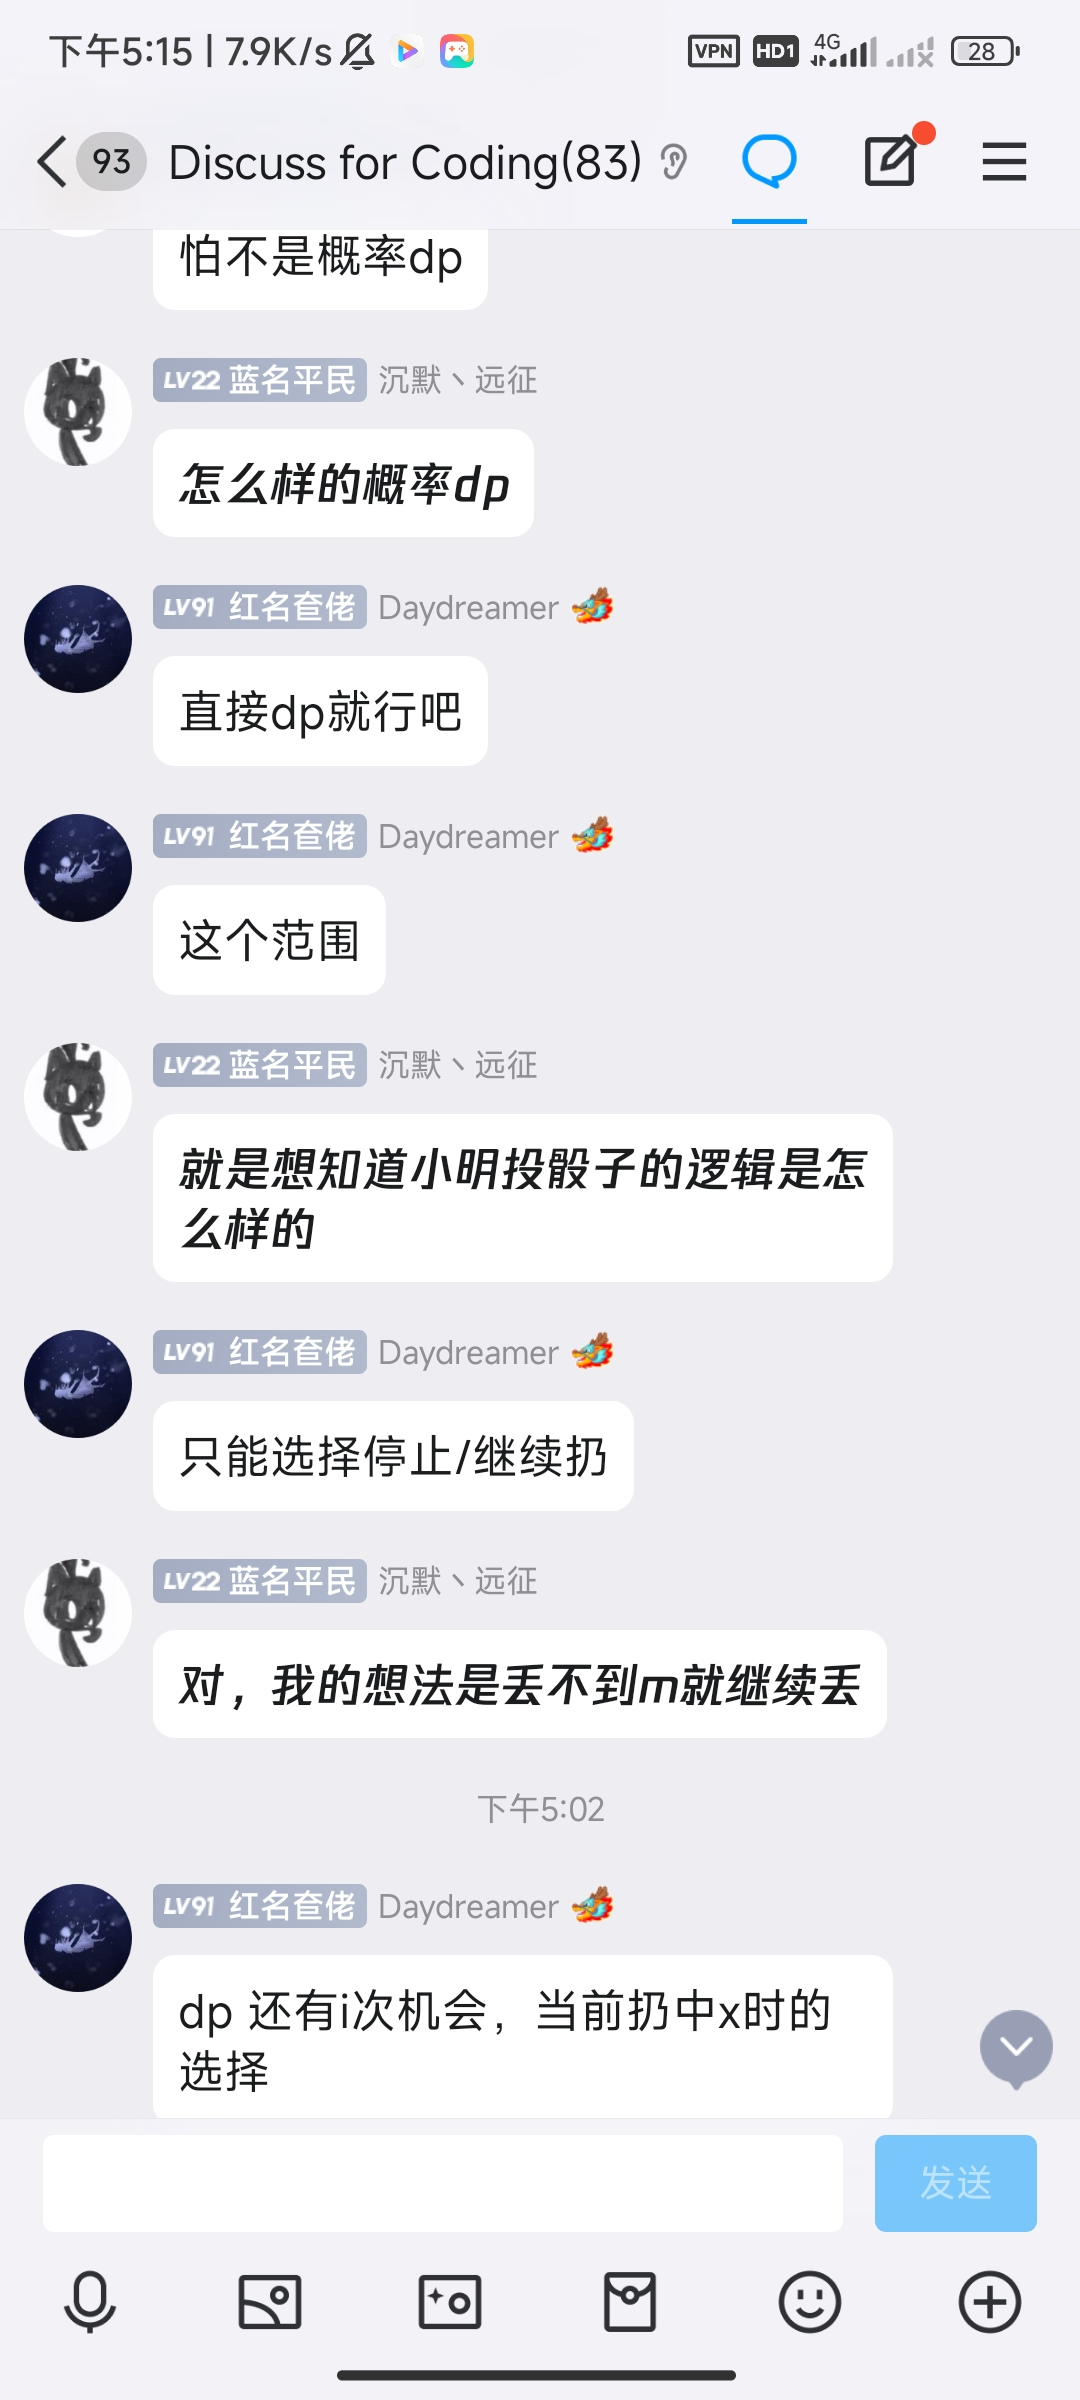 下午5:15 | 7.9K/s
VPN HD1 4G 28
93 Discuss for Coding(83)
怕不是概率dp
LV22 蓝名平民 沉默丶远征
怎么样的概率dp
LV91 红名奆佬 Daydreamer
直接dp就行吧
LV91 红名奆佬 Daydreamer
这个范围
LV22 蓝名平民 沉默丶远征
就是想知道小明投骰子的逻辑是怎
么样的
LV91 红名奆佬 Daydreamer
只能选择停止/继续扔
LV22 蓝名平民 沉默丶远征
对，我的想法是丢不到m就继续丢
下午5:02
LV91 红名奆佬 Daydreamer
dp 还有i次机会，当前扔中x时的
选择
发送